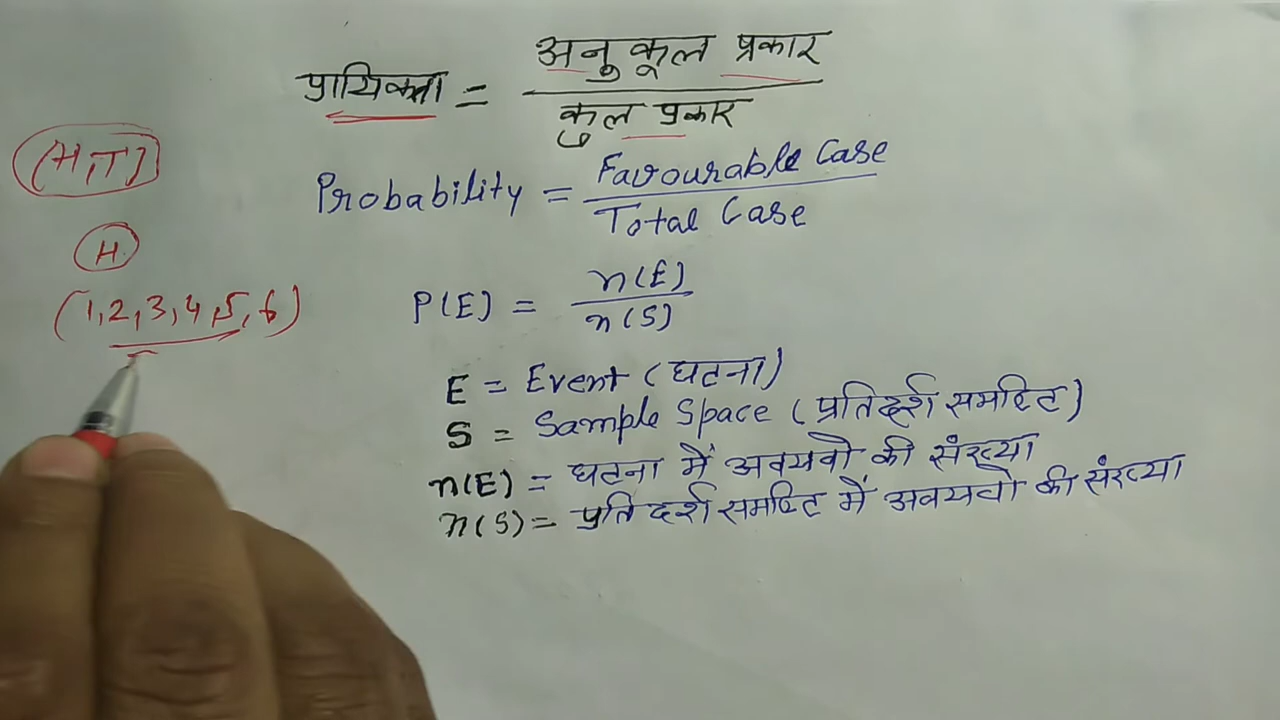 प्रायिकता = अनुकूल प्रकार
कुल प्रकार
(H,T)
Probability = Favourable Case
Total Case
H
(1,2,3,4,5,6)
P(E) = n(E)
n(S)
E = Event (घटना)
S = Sample Space (प्रतिदर्श समष्टि)
n(E) = घटना में अवयवो की संख्या
n(S) = प्रतिदर्श समष्टि में अवयवो की संख्या